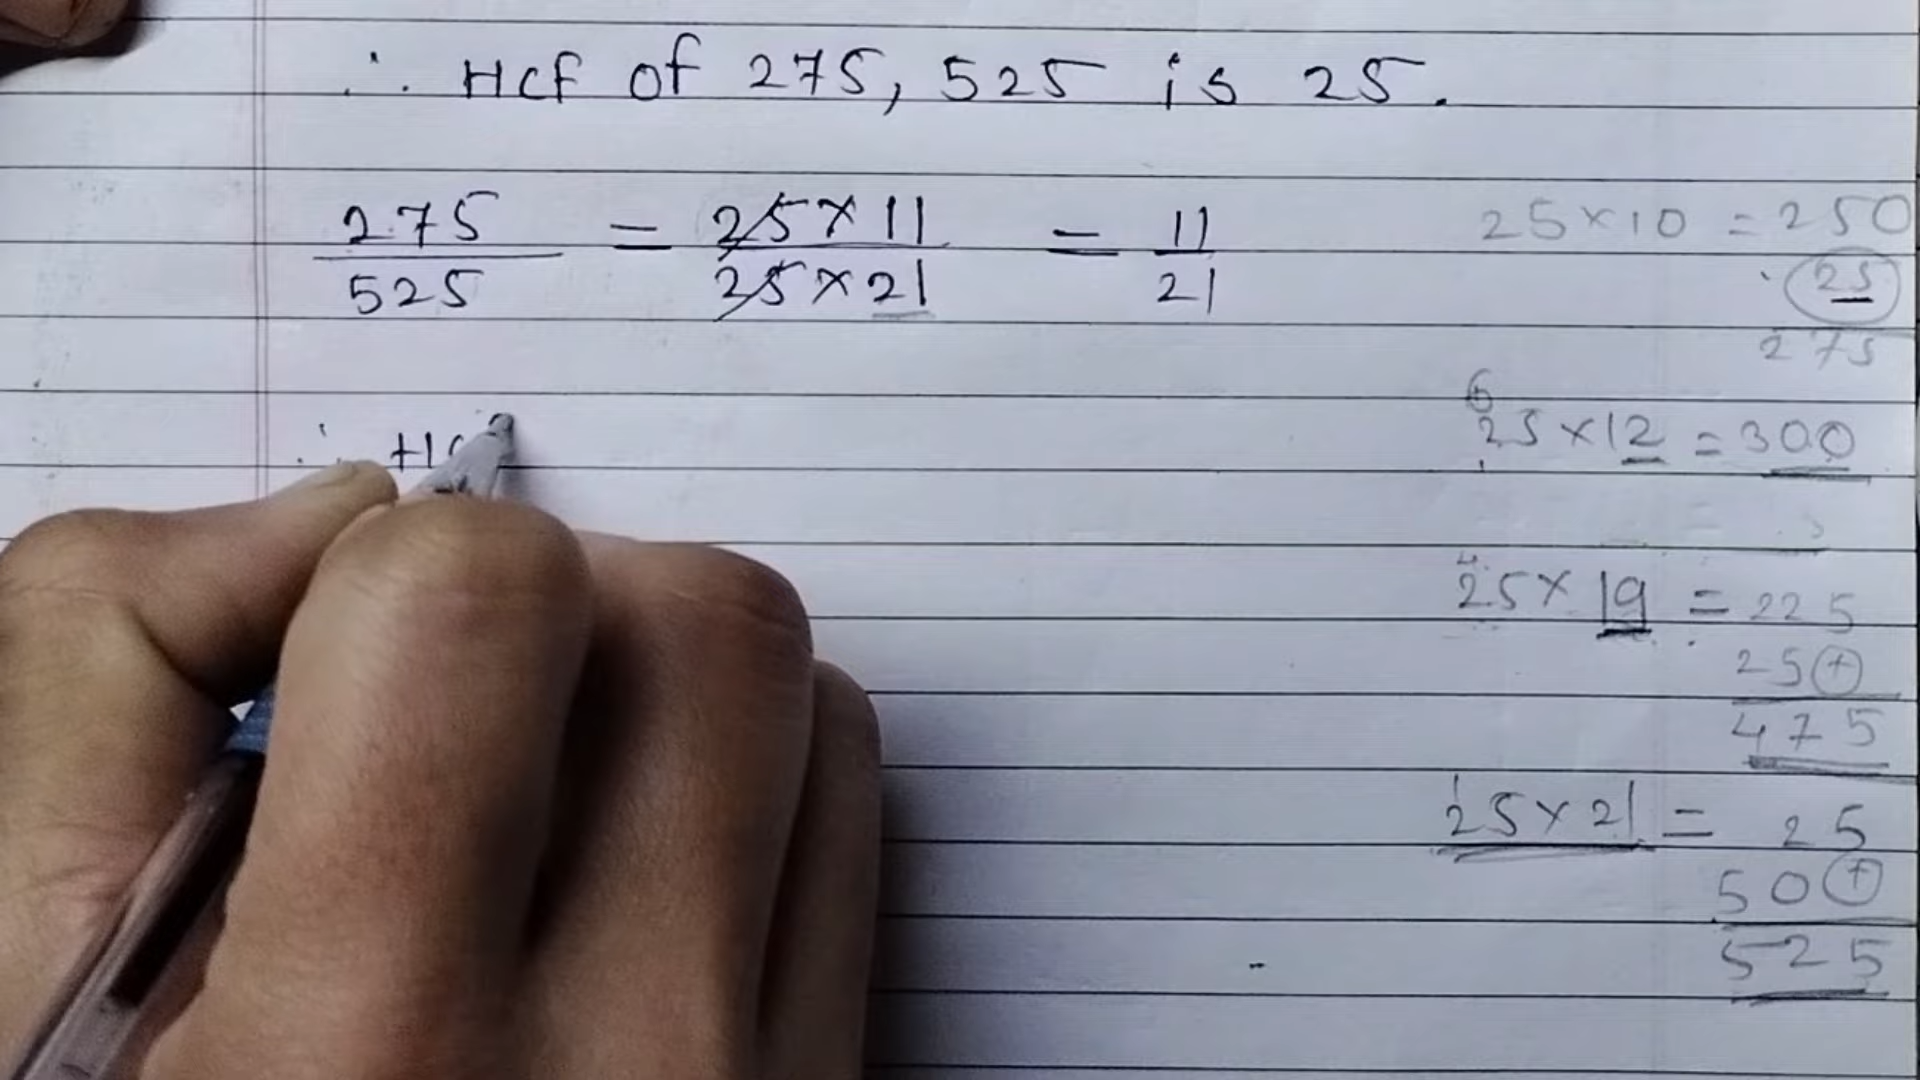 ∴ HCF of 275, 525 is 25.
275/525 = 25×11/25×21 = 11/21
∴ HC
25×10 = 250
25
275
25×12 = 300
25×19 = 225
25+
475
25×21 = 25
50+
525